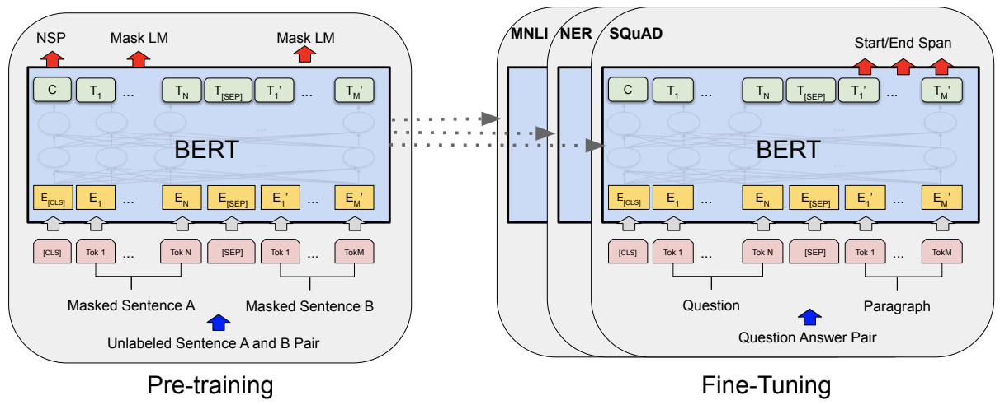 NSP Mask LM Mask LM
C T1 ... TN T[SEP] T1’ ... TM’
...
BERT
...
E[CLS] E1 ... EN E[SEP] E1’ ... EM’
[CLS] Tok 1 ... Tok N [SEP] Tok 1 ... TokM
Masked Sentence A Masked Sentence B
Unlabeled Sentence A and B Pair
Pre-training
MNLI NER SQuAD
Start/End Span
C T1 ... TN T[SEP] T1’ ... TM’
...
BERT
...
E[CLS] E1 ... EN E[SEP] E1’ ... EM’
[CLS] Tok 1 ... Tok N [SEP] Tok 1 ... TokM
Question Paragraph
Question Answer Pair
Fine-Tuning